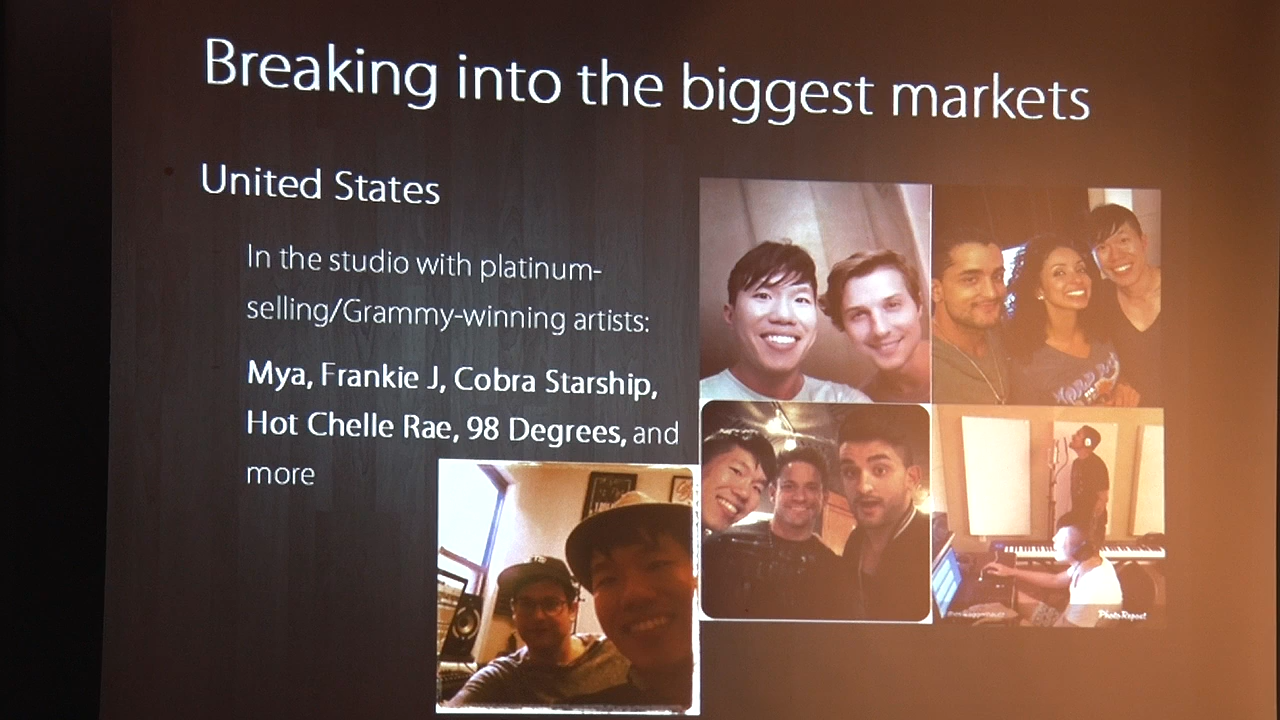 Breaking into the biggest markets
United States
In the studio with platinum-
selling/Grammy-winning artists:
Mya, Frankie J, Cobra Starship,
Hot Chelle Rae, 98 Degrees, and
more
PhotoRepost